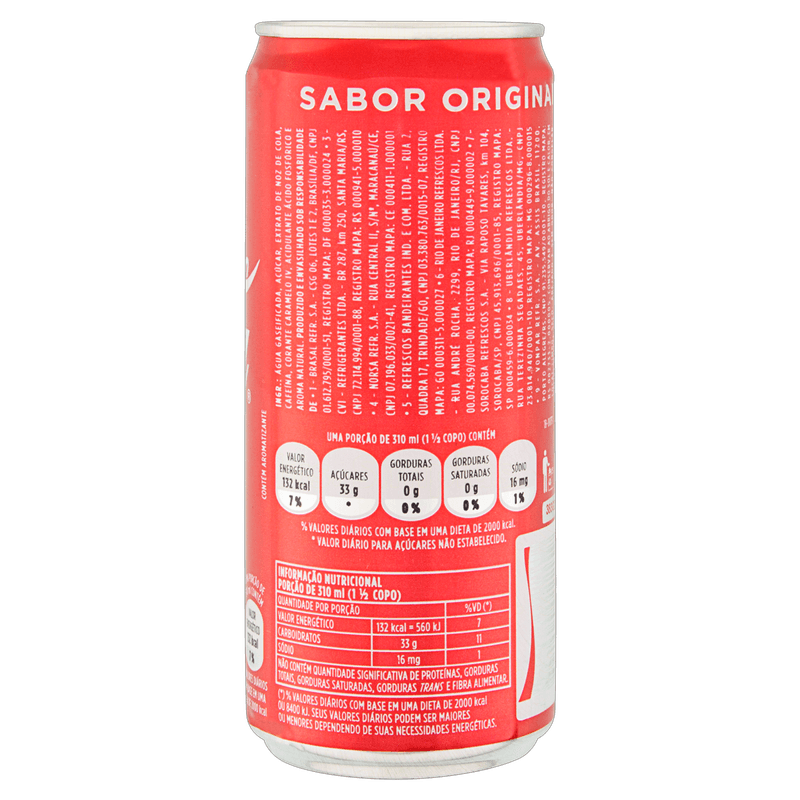 SABOR ORIGINA
INGR.: ÁGUA GASEIFICADA, AÇÚCAR, EXTRATO DE NOZ DE COLA,
CAFEÍNA, CORANTE CARAMELO IV, ACIDULANTE ÁCIDO FOSFÓRICO E
AROMA NATURAL. PRODUZIDO E ENVASILHADO SOB RESPONSABILIDADE
DE • 1 - BRASAL REFR. S.A. - CSG 06, LOTES 1 E 2, BRASÍLIA/DF, CNPJ
01.612.795/0001-51, REGISTRO MAPA: DF 000035-3.000024 • 3 -
CVI - REFRIGERANTES LTDA. - BR 287, km 250, SANTA MARIA/RS,
CNPJ 72.114.994/0001-88, REGISTRO MAPA: RS 000941-5.000010
• 4 - NORSA REFR. S.A. - RUA CENTRAL II, S/Nº, MARACANAÚ/CE,
CNPJ 07.196.033/0021-41, REGISTRO MAPA: CE 000411-1.000001
• 5 - REFRESCOS BANDEIRANTES IND. E COM. LTDA. - RUA 2,
QUADRA 17, TRINDADE/GO, CNPJ 03.380.763/0015-07, REGISTRO
MAPA: GO 000311-5.000027 • 6 - RIO DE JANEIRO REFRESCOS LTDA.
- RUA ANDRÉ ROCHA, 2299, RIO DE JANEIRO/RJ, CNPJ
00.074.569/0001-00, REGISTRO MAPA: RJ 000449-9.000002 • 7-
SOROCABA REFRESCOS S.A. - VIA RAPOSO TAVARES, km 104,
SOROCABA/SP, CNPJ 45.913.696/0001-85, REGISTRO MAPA:
SP 000459-6.000034 • 8 - UBERLÂNDIA REFRESCOS -
RUA TEREZINHA SEGADAES, 45, UBERLÂNDIA/MG, CNPJ
• 9 - VONPAR REFR. S.A. - AV. ASSIS BRASIL, 11200,
CONTÉM AROMATIZANTE
UMA PORÇÃO DE 310 ml (1 ½ COPO) CONTÉM
VALOR ENERGÉTICO 132 kcal 7%
AÇÚCARES 33 g *
GORDURAS TOTAIS 0 g 0%
GORDURAS SATURADAS 0 g 0%
SÓDIO 16 mg 1%
% VALORES DIÁRIOS COM BASE EM UMA DIETA DE 2000 kcal.
* VALOR DIÁRIO PARA AÇÚCARES NÃO ESTABELECIDO.
INFORMAÇÃO NUTRICIONAL
PORÇÃO DE 310 ml (1 ½ COPO)
QUANTIDADE POR PORÇÃO %VD (*)
VALOR ENERGÉTICO 132 kcal = 560 kJ 7
CARBOIDRATOS 33 g 11
SÓDIO 16 mg 1
NÃO CONTÉM QUANTIDADE SIGNIFICATIVA DE PROTEÍNAS, GORDURAS
TOTAIS, GORDURAS SATURADAS, GORDURAS TRANS E FIBRA ALIMENTAR.
(*) % VALORES DIÁRIOS COM BASE EM UMA DIETA DE 2000 kcal
OU 8400 kJ. SEUS VALORES DIÁRIOS PODEM SER MAIORES
OU MENORES DEPENDENDO DE SUAS NECESSIDADES ENERGÉTICAS.
VALOR